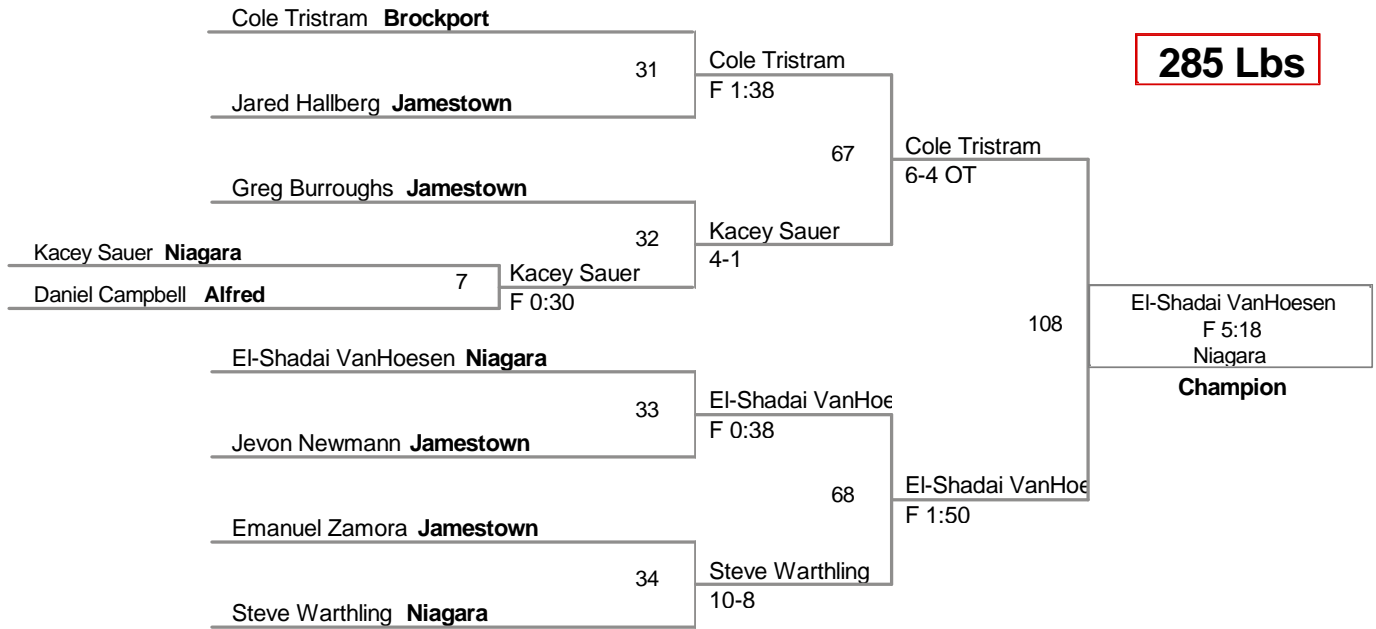 Cole Tristram Brockport
285 Lbs
31
Cole Tristram
F 1:38
Jared Hallberg Jamestown
67
Cole Tristram
6-4 OT
Greg Burroughs Jamestown
32
Kacey Sauer
4-1
Kacey Sauer Niagara
7
Kacey Sauer
F 0:30
Daniel Campbell Alfred
108
El-Shadai VanHoesen
F 5:18
Niagara
Champion
El-Shadai VanHoesen Niagara
33
El-Shadai VanHoe
F 0:38
Jevon Newmann Jamestown
68
El-Shadai VanHoe
F 1:50
Emanuel Zamora Jamestown
34
Steve Warthling
10-8
Steve Warthling Niagara